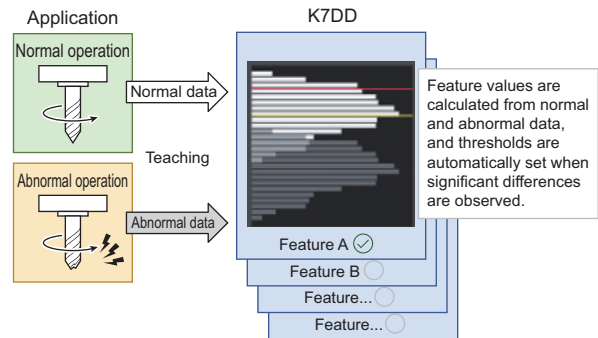 Application
K7DD
Normal operation
Normal data
Teaching
Abnormal operation
Abnormal data
Feature values are
calculated from normal
and abnormal data,
and thresholds are
automatically set when
significant differences
are observed.
Feature A
Feature B
Feature...
Feature...